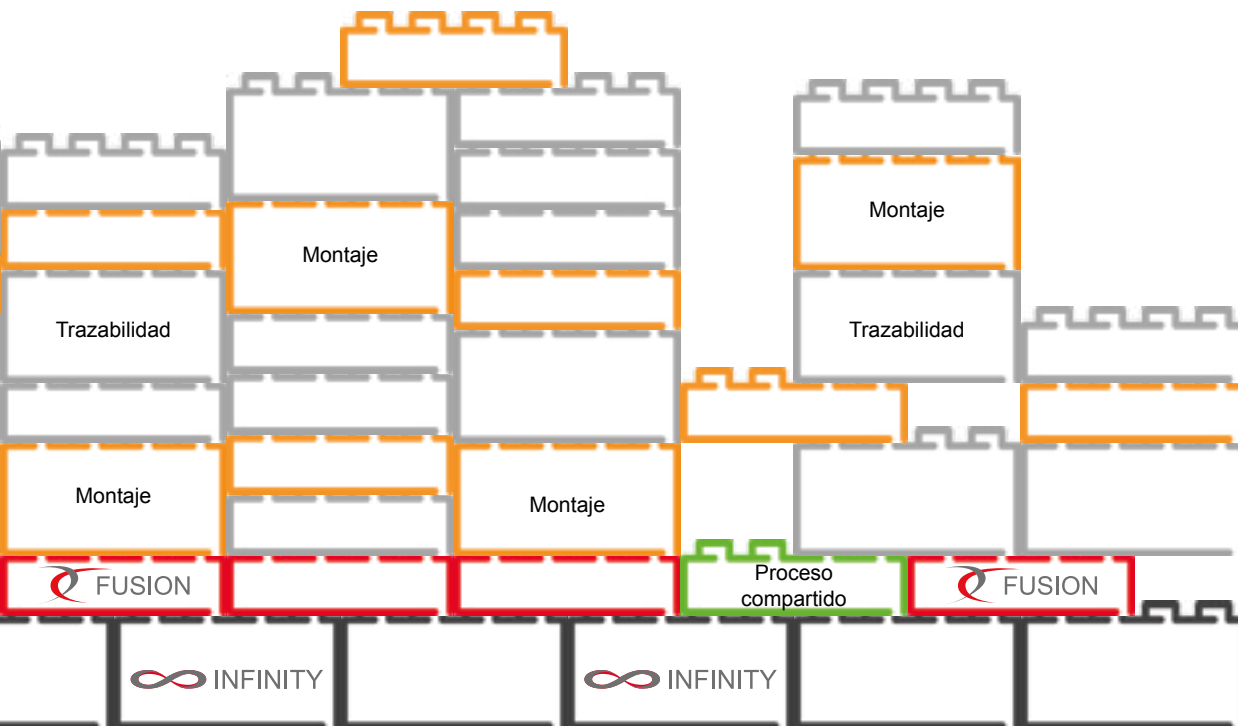 Montaje
Montaje
Trazabilidad
Trazabilidad
Montaje
Montaje
FUSION
Proceso
compartido
FUSION
INFINITY
INFINITY